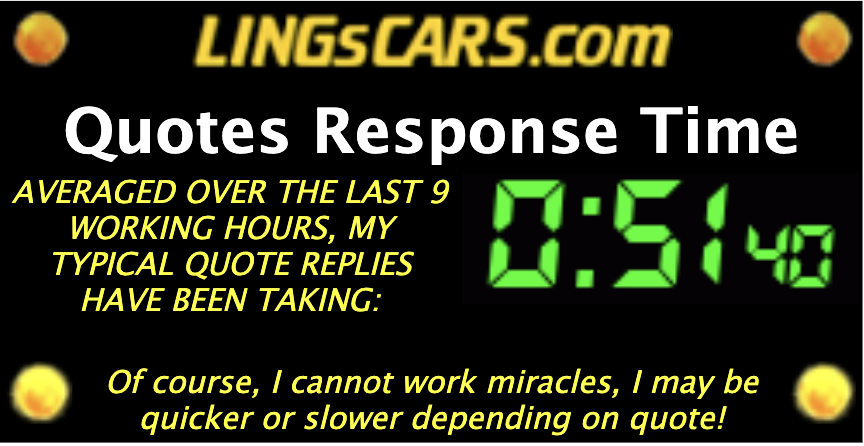 LINGsCARS.com
Quotes Response Time
AVERAGED OVER THE LAST 9
WORKING HOURS, MY
TYPICAL QUOTE REPLIES
HAVE BEEN TAKING:
0:51 40
Of course, I cannot work miracles, I may be
quicker or slower depending on quote!